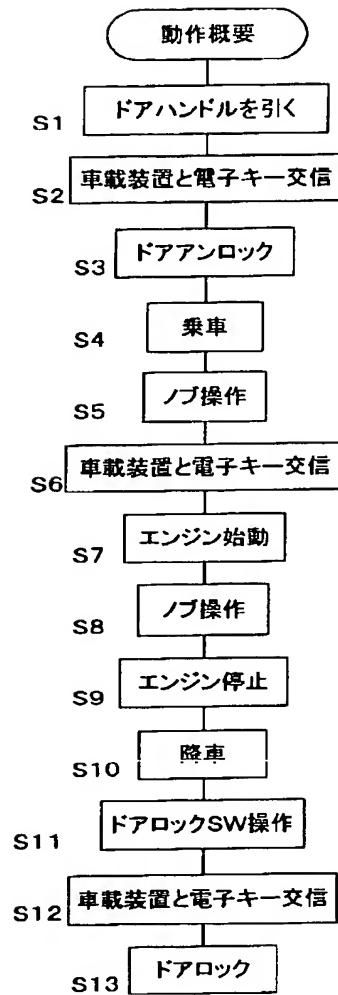 動作概要
S1 ドアハンドルを引く
S2 車載装置と電子キー交信
S3 ドアアンロック
S4 乗車
S5 ノブ操作
S6 車載装置と電子キー交信
S7 エンジン始動
S8 ノブ操作
S9 エンジン停止
S10 降車
S11 ドアロックSW操作
S12 車載装置と電子キー交信
S13 ドアロック